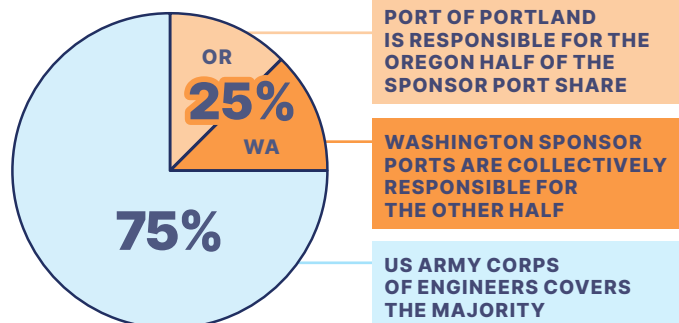 OR
25%
WA
75%
PORT OF PORTLAND
IS RESPONSIBLE FOR THE
OREGON HALF OF THE
SPONSOR PORT SHARE
WASHINGTON SPONSOR
PORTS ARE COLLECTIVELY
RESPONSIBLE FOR
THE OTHER HALF
US ARMY CORPS
OF ENGINEERS COVERS
THE MAJORITY